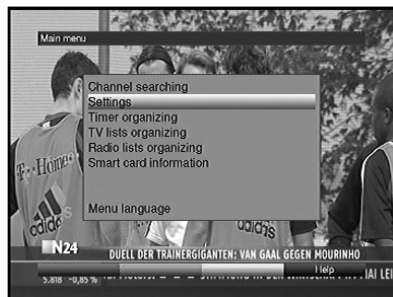 Main menu
Channel searching
Settings
Timer organizing
TV lists organizing
Radio lists organizing
Smart card information
Menu language
T··Home
adidas
adidas
N24
DUELL DER TRAINERGIGANTEN: VAN GAAL GEGEN MOURINHO
Help
5.818 -0,85 %